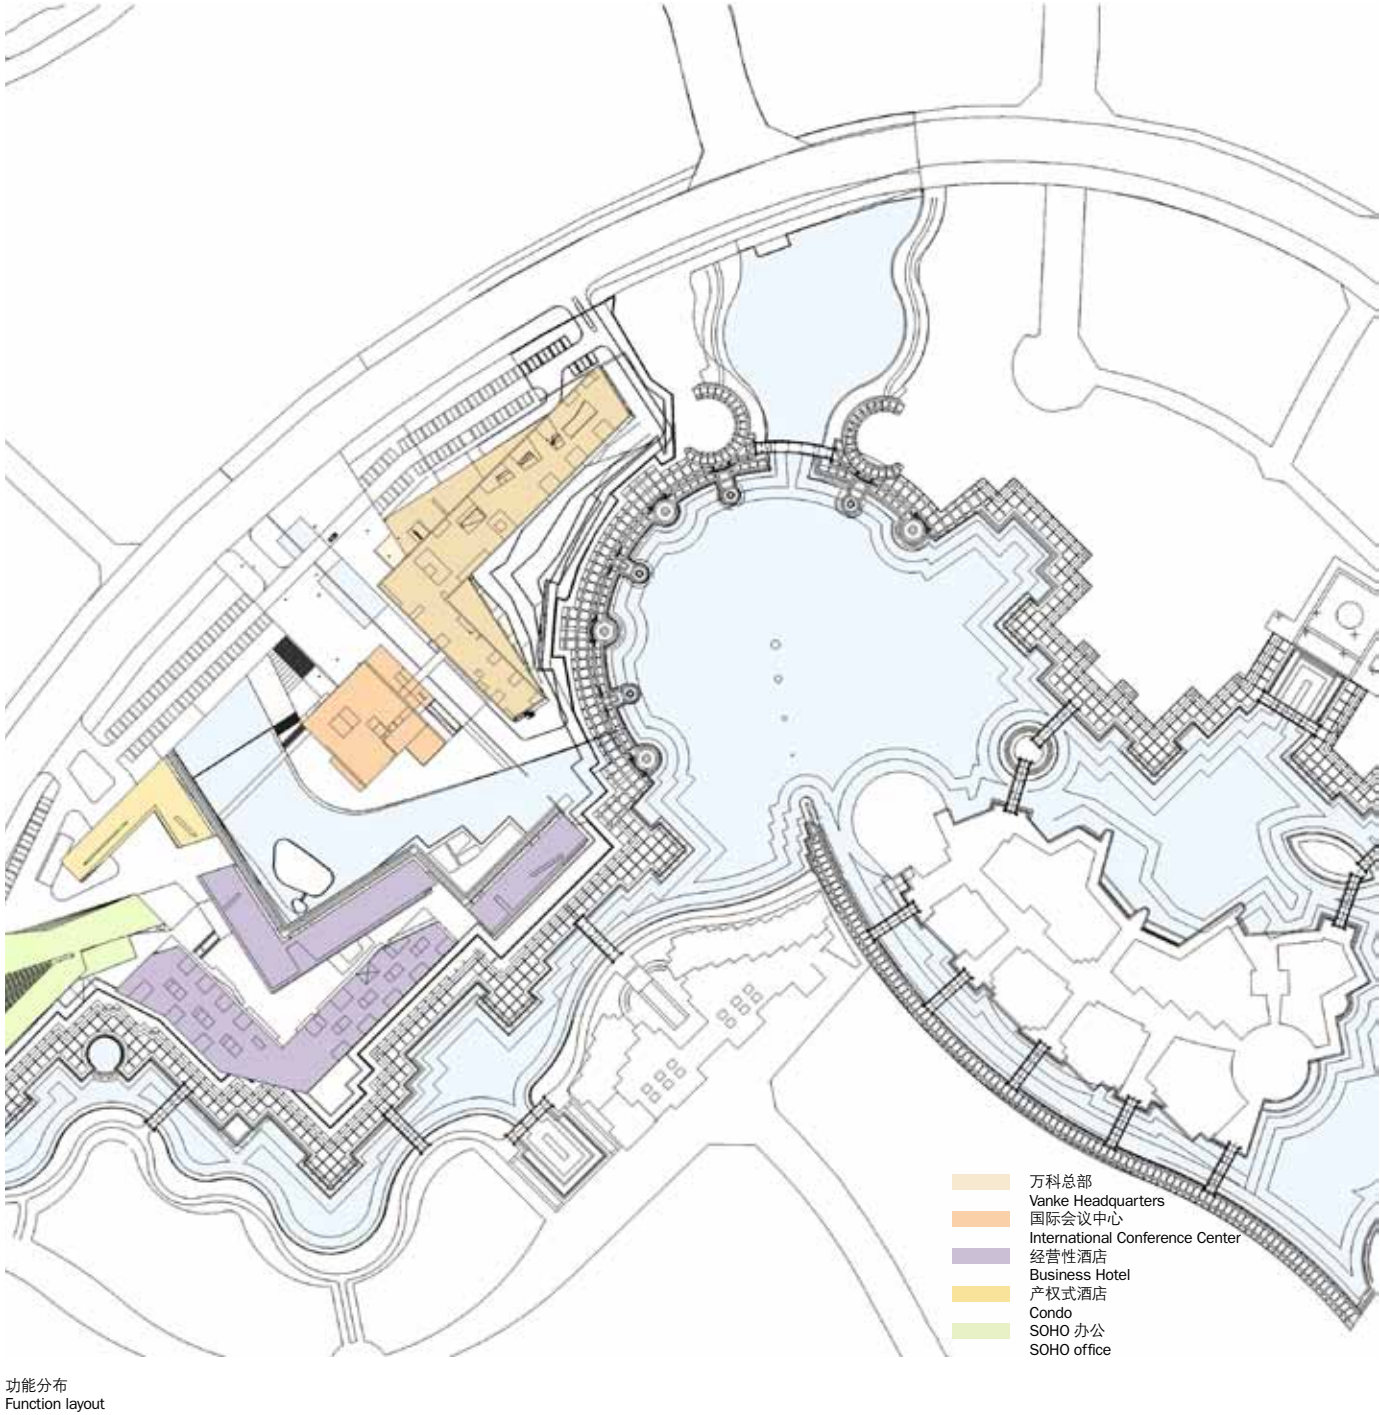 万科总部
Vanke Headquarters
国际会议中心
International Conference Center
经营性酒店
Business Hotel
产权式酒店
Condo
SOHO 办公
SOHO office
功能分布
Function layout